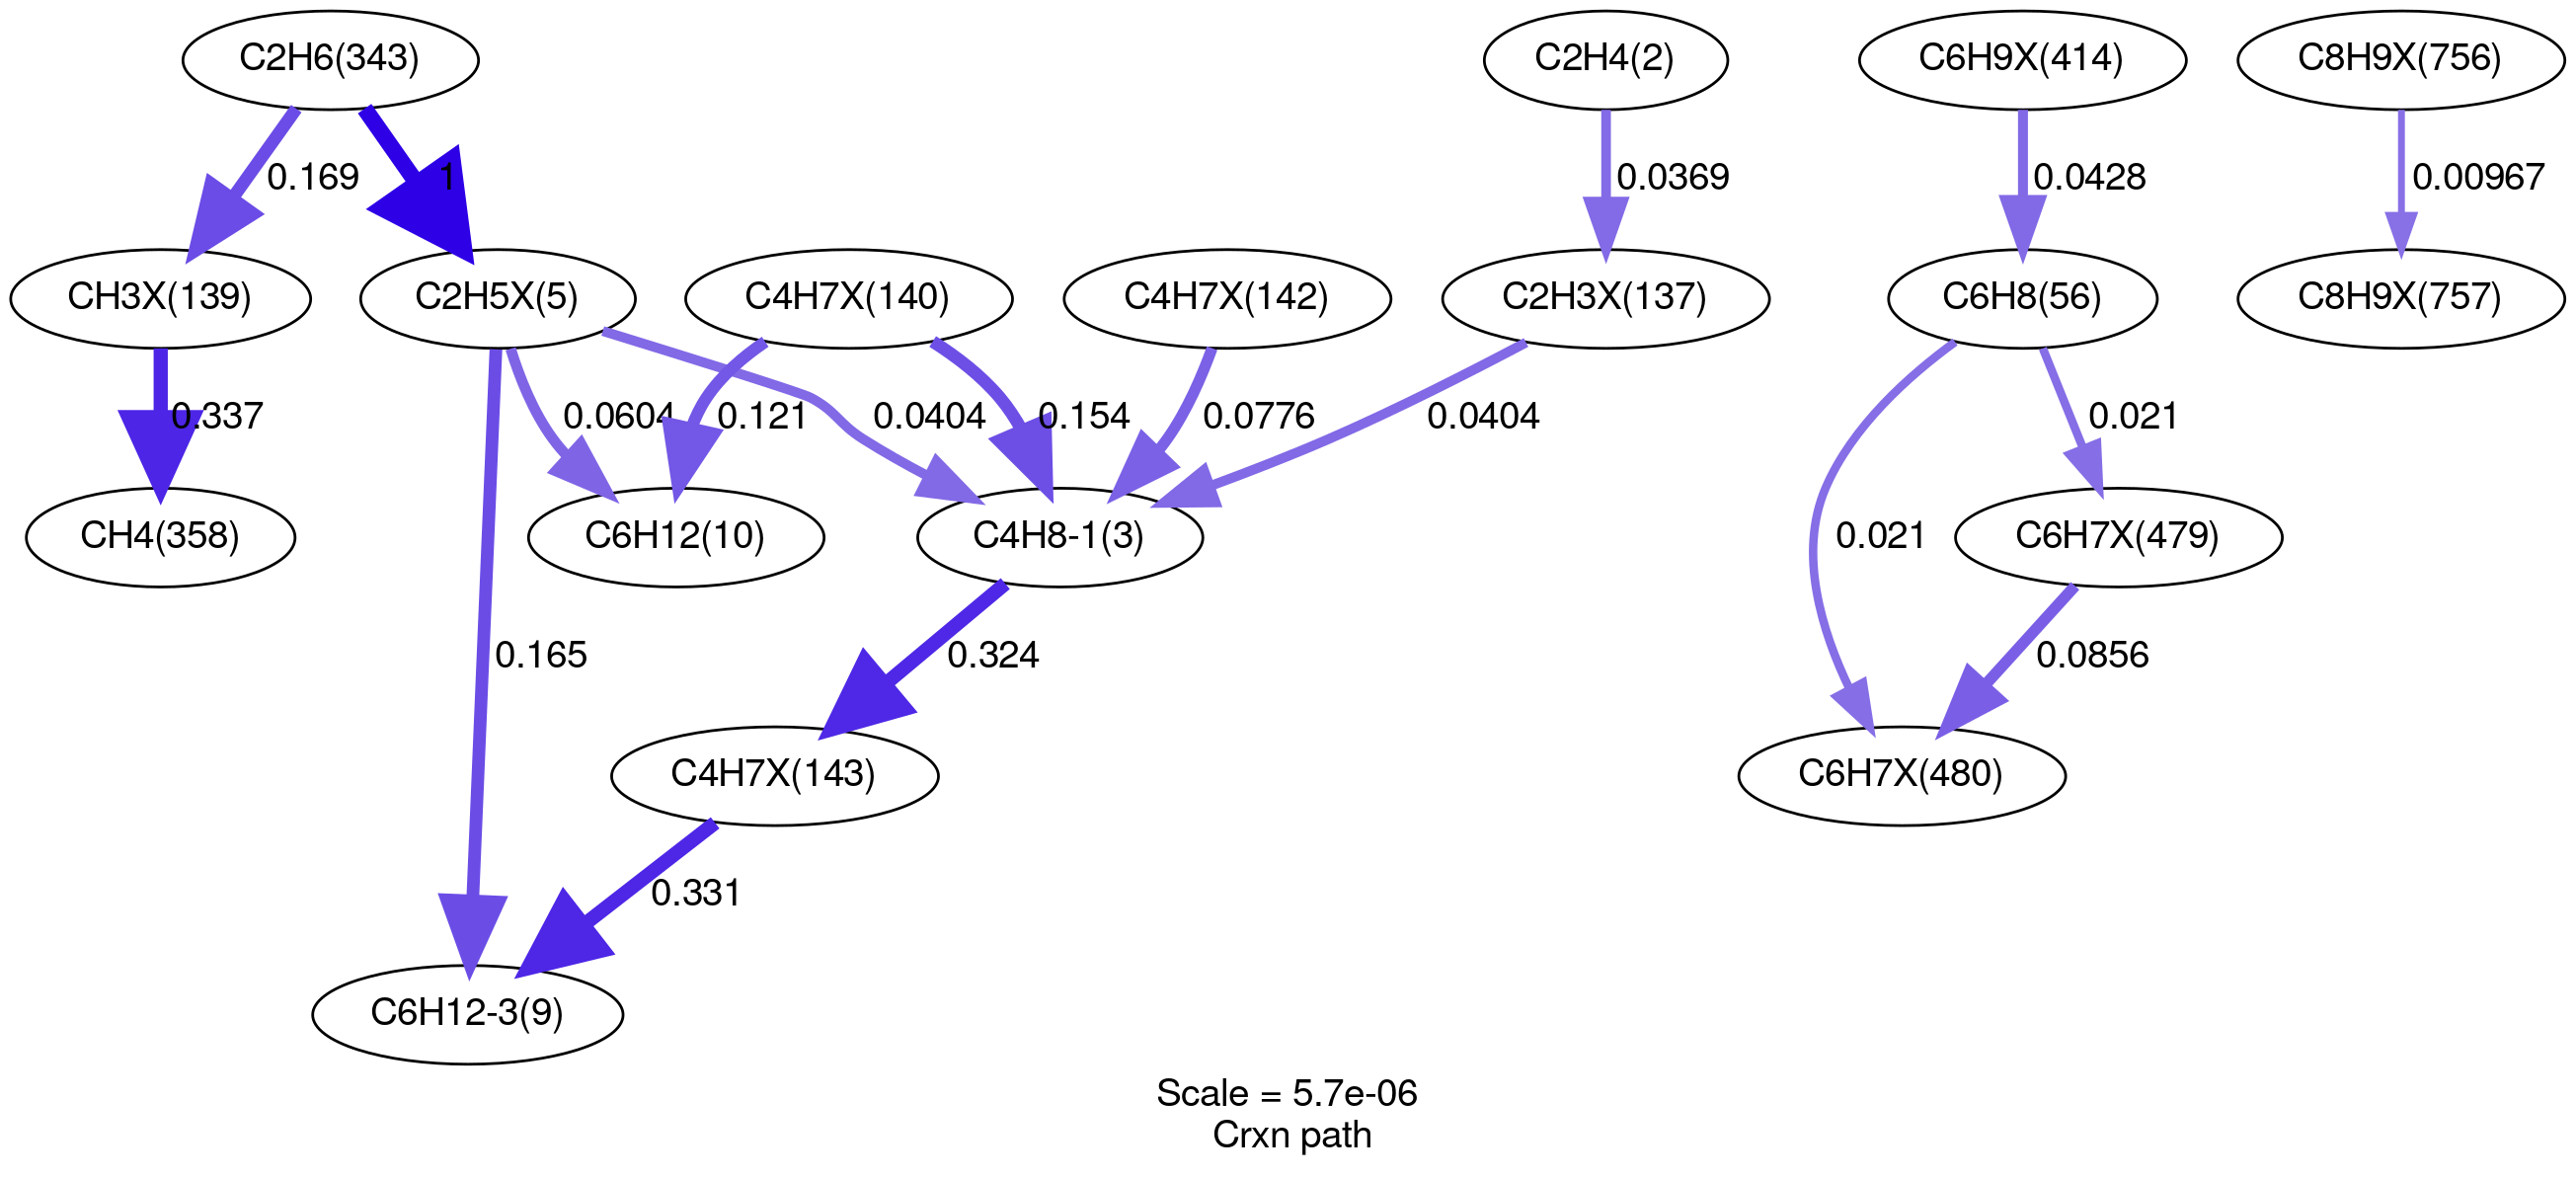 C2H6(343)
C2H4(2)
C6H9X(414)
C8H9X(756)
0.169
1
0.0369
0.0428
0.00967
CH3X(139)
C2H5X(5)
C4H7X(140)
C4H7X(142)
C2H3X(137)
C6H8(56)
C8H9X(757)
0.337
0.0604
0.121
0.0404
0.154
0.0776
0.0404
0.021
CH4(358)
C6H12(10)
C4H8-1(3)
0.021
C6H7X(479)
0.165
0.324
0.0856
C4H7X(143)
C6H7X(480)
0.331
C6H12-3(9)
Scale = 5.7e-06
Crxn path